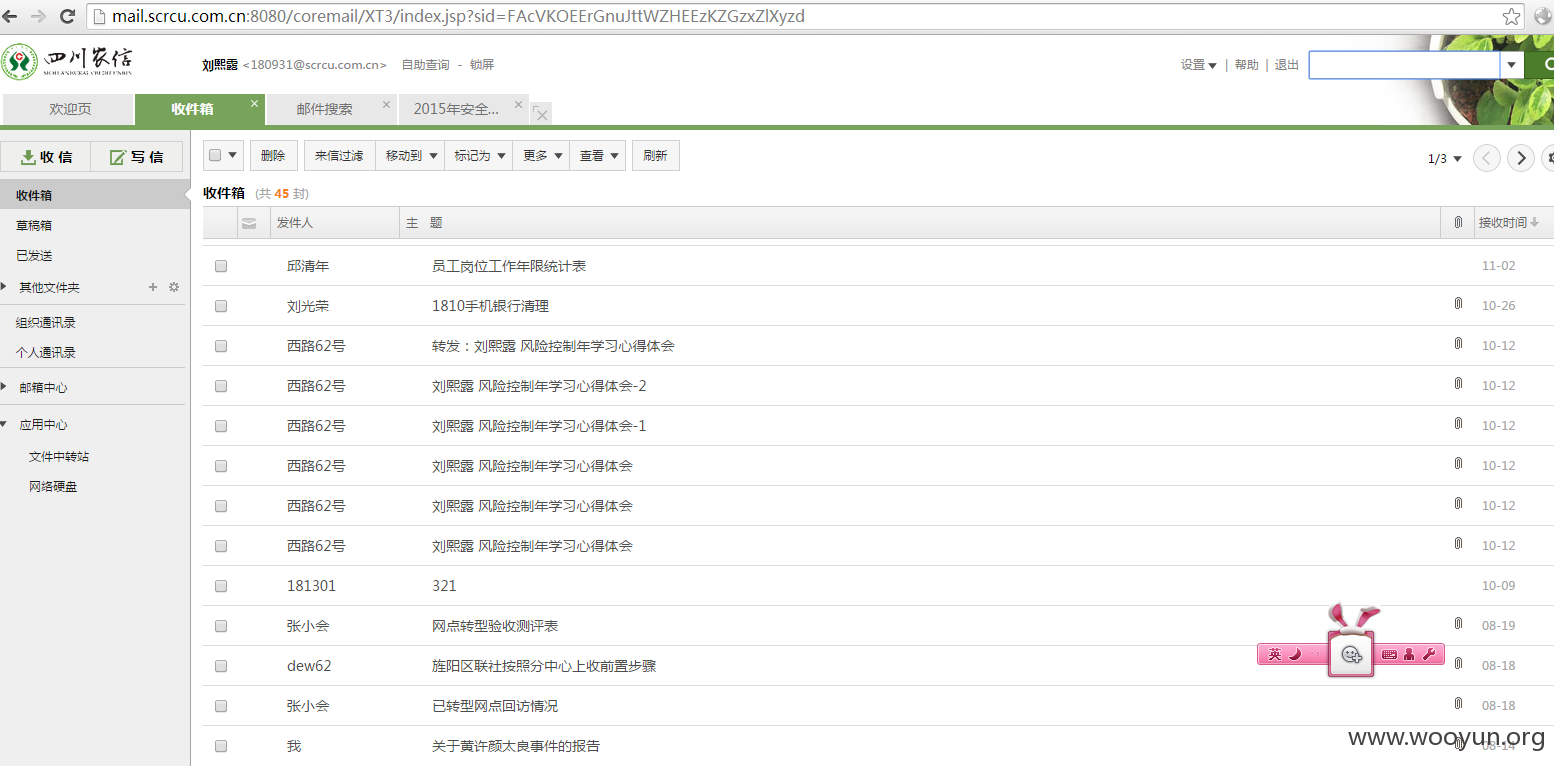 mail.scrcu.com.cn:8080/coremail/XT3/index.jsp?sid=FAcVKOEErGnuJttWZHEEzKZGzxZlXyzd
四川农信
刘熙露 <180931@scrcu.com.cn> 自助查询 - 锁屏
设置 | 帮助 | 退出
欢迎页 收件箱 邮件搜索 2015年安全...
收信 写信
删除 来信过滤 移动到 标记为 更多 查看 刷新
1/3
收件箱
草稿箱
已发送
其他文件夹
组织通讯录
个人通讯录
邮箱中心
应用中心
文件中转站
网络硬盘
收件箱 (共 45 封)
发件人 主 题 接收时间
邱清年 员工岗位工作年限统计表 11-02
刘光荣 1810手机银行清理 10-26
西路62号 转发：刘熙露 风险控制年学习心得体会 10-12
西路62号 刘熙露 风险控制年学习心得体会-2 10-12
西路62号 刘熙露 风险控制年学习心得体会-1 10-12
西路62号 刘熙露 风险控制年学习心得体会 10-12
西路62号 刘熙露 风险控制年学习心得体会 10-12
西路62号 刘熙露 风险控制年学习心得体会 10-12
181301 321 10-09
张小会 网点转型验收测评表 08-19
dew62 旌阳区联社按照分中心上收前置步骤 08-18
张小会 已转型网点回访情况 08-18
我 关于黄许颜太良事件的报告 08-14
英
www.wooyun.org